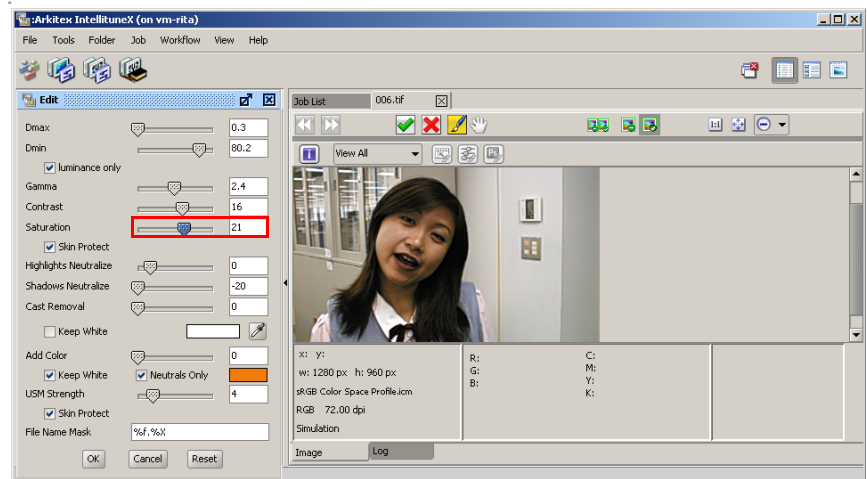 :Arkitex IntellituneX (on vm-rita)
File Tools Folder Job Workflow View Help
Edit
Dmax 0.3
Dmin 80.2
luminance only
Gamma 2.4
Contrast 16
Saturation 21
Skin Protect
Highlights Neutralize 0
Shadows Neutralize -20
Cast Removal 0
Keep White
Add Color 0
Keep White Neutrals Only
USM Strength 4
Skin Protect
File Name Mask %f.%X
OK Cancel Reset
Job List 006.tif
1:1
View All
x: y:
w: 1280 px h: 960 px
sRGB Color Space Profile.icm
RGB 72.00 dpi
Simulation
R:
G:
B:
C:
M:
Y:
K:
Image Log